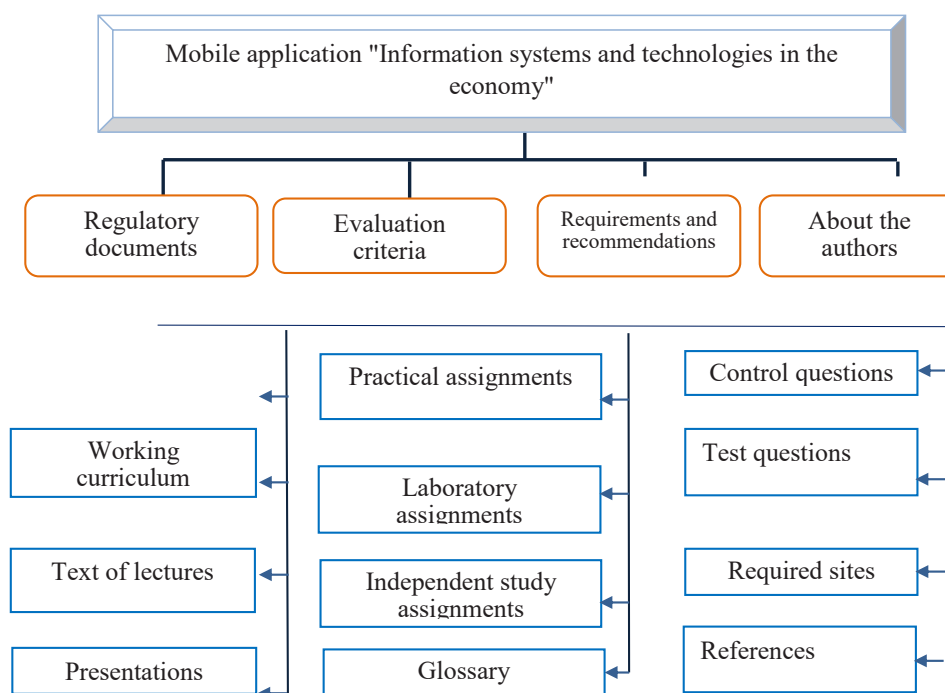 Mobile application "Information systems and technologies in the
economy"
Regulatory
documents
Evaluation
criteria
Requirements and
recommendations
About the
authors
Working
curriculum
Text of lectures
Presentations
Practical assignments
Laboratory
assignments
Independent study
assignments
Glossary
Control questions
Test questions
Required sites
References